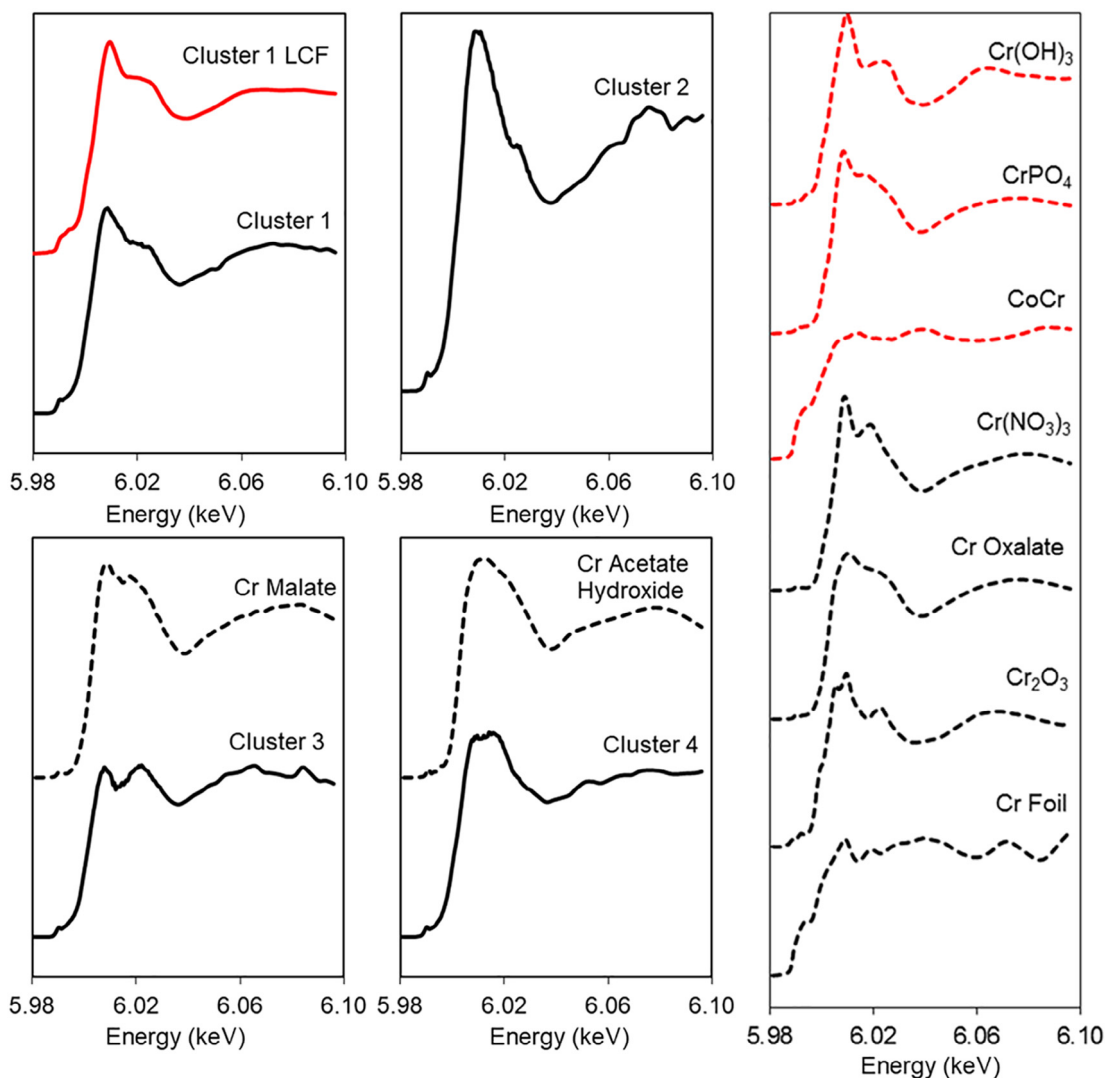 Cluster 1 LCF
Cluster 1
5.98 6.02 6.06 6.10
Energy (keV)
Cluster 2
5.98 6.02 6.06 6.10
Energy (keV)
Cr Malate
Cluster 3
5.98 6.02 6.06 6.10
Energy (keV)
Cr Acetate
Hydroxide
Cluster 4
5.98 6.02 6.06 6.10
Energy (keV)
Cr(OH)₃
CrPO₄
CoCr
Cr(NO₃)₃
Cr Oxalate
Cr₂O₃
Cr Foil
5.98 6.02 6.06 6.10
Energy (keV)